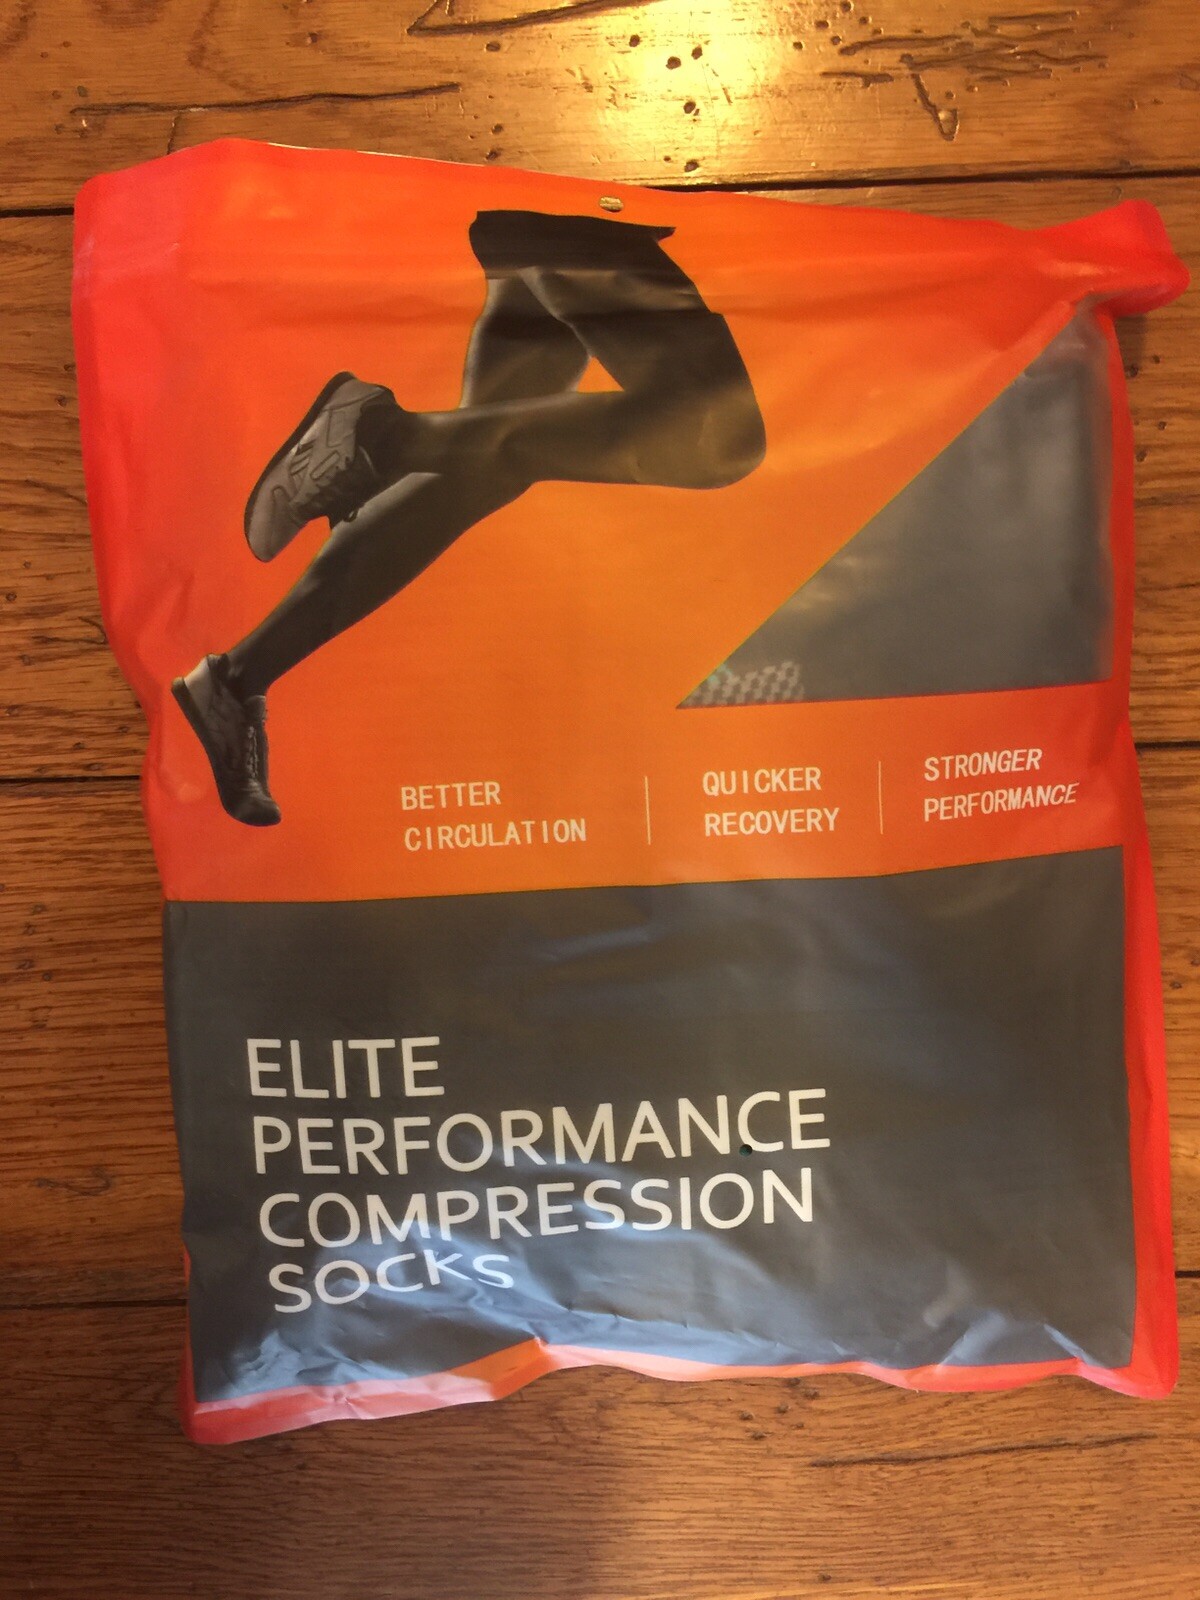 BETTER
CIRCULATION
QUICKER
RECOVERY
STRONGER
PERFORMANCE
ELITE
PERFORMANCE
COMPRESSION
SOCKS